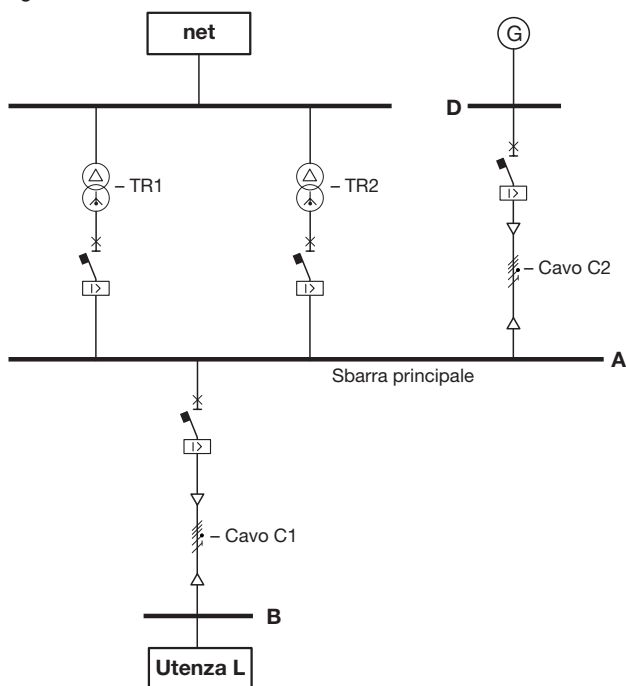 net
G
D
– TR1
– TR2
I>
I>
I>
– Cavo C2
A
Sbarra principale
I>
– Cavo C1
B
Utenza L